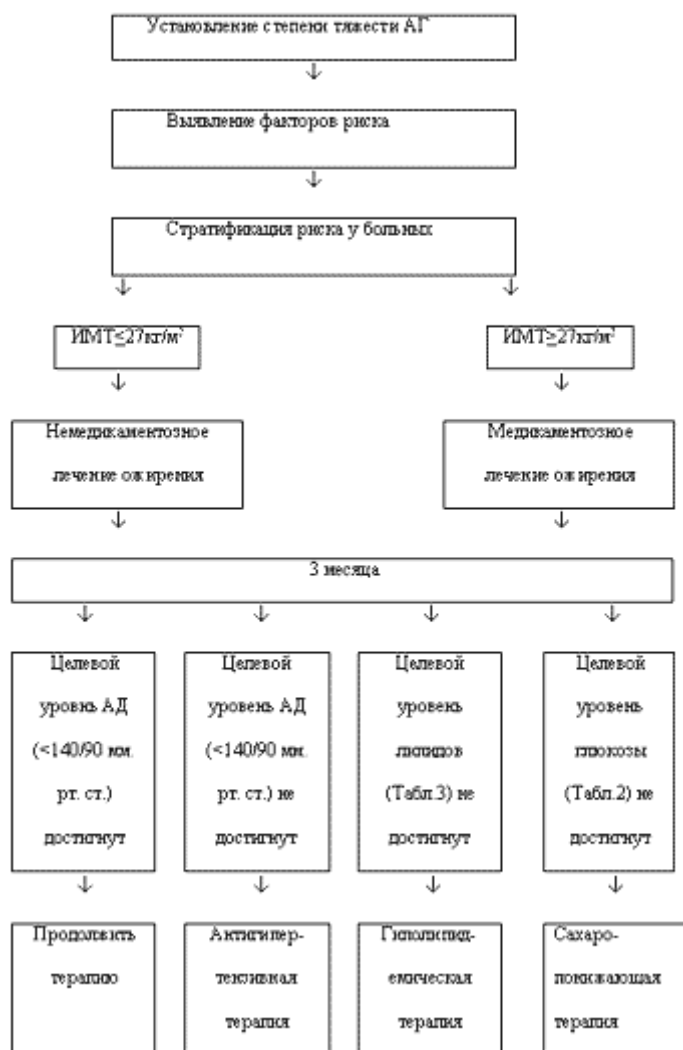 Установление степени тяжести АГ
Выявление факторов риска
Стратификация риска у больных
ИМТ≤27кг/м²
ИМТ≥27кг/м²
Немедикаментозное
лечение ожирения
Медикаментозное
лечение ожирения
3 месяца
Целевой
уровнь АД
(<140/90 мм.
рт. ст.)
достигнут
Целевой
уровень АД
(<140/90 мм.
рт. ст.) не
достигнут
Целевой
уровень
липидов
(Табл.3) не
достигнут
Целевой
уровень
глюкозы
(Табл.2) не
достигнут
Продолжить
терапию
Антигипер-
тензивная
терапия
Гиполипид-
емическая
терапия
Сахаро-
понижающая
терапия